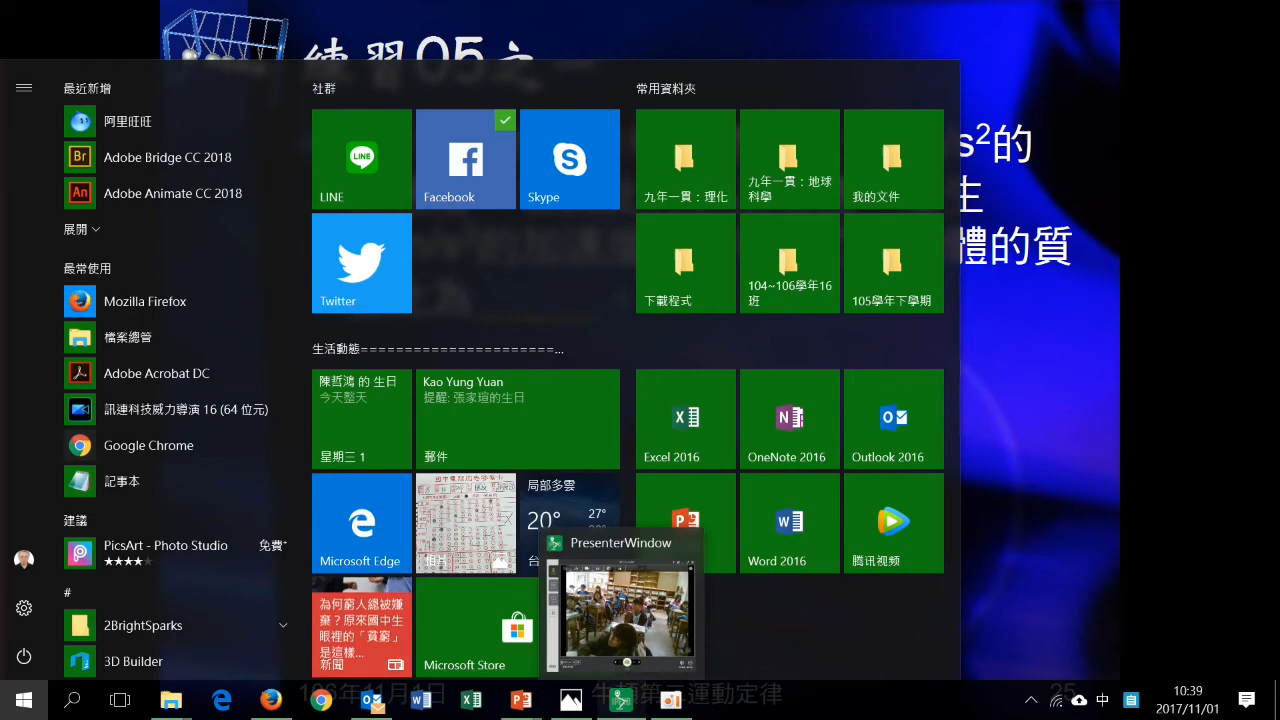 練習05之一
s²的
生
體的質
最近新增
阿里旺旺
Adobe Bridge CC 2018
Adobe Animate CC 2018
展開
最常使用
Mozilla Firefox
檔案總管
Adobe Acrobat DC
訊連科技威力導演 16 (64 位元)
Google Chrome
記事本
建議
PicsArt - Photo Studio
免費⁺
#
2BrightSparks
3D Builder
社群
LINE
LINE
Facebook
Skype
Twitter
常用資料夾
九年一貫：理化
九年一貫：地球
科學
我的文件
下載程式
104~106學年16
班
105學年下學期
生活動態======================...
陳哲鴻 的 生日
今天整天
星期三 1
Kao Yung Yuan
提醒: 張家瑄的生日
郵件
Excel 2016
OneNote 2016
Outlook 2016
Microsoft Edge
相片
局部多雲
20°
27°
台
Word 2016
腾讯视频
PresenterWindow
為何窮人總被嫌
棄？原來國中生
眼裡的「貧窮」
是這樣...
新聞
Microsoft Store
106年11月1日
牛頓第二運動定律
25
中
2017/11/01